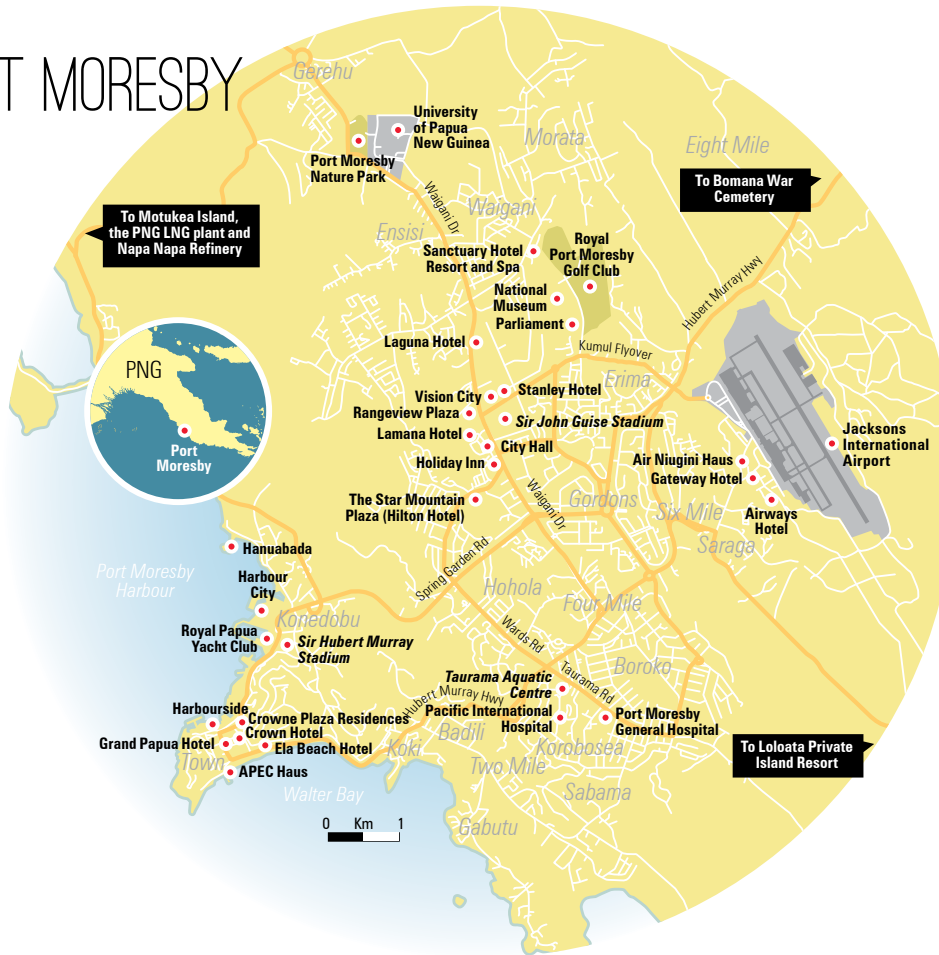 T MORESBY
Gerehu
University
of Papua
New Guinea
Port Moresby
Nature Park
Morata
Eight Mile
To Bomana War
Cemetery
Waigani Dr
Waigani
Ensisi
To Motukea Island,
the PNG LNG plant and
Napa Napa Refinery
Sanctuary Hotel
Resort and Spa
Royal
Port Moresby
Golf Club
National
Museum
Parliament
Hubert Murray Hwy
Laguna Hotel
Kumul Flyover
Erima
PNG
Port
Moresby
Vision City
Stanley Hotel
Rangeview Plaza
Sir John Guise Stadium
Lamana Hotel
City Hall
Holiday Inn
Jacksons
International
Airport
Air Niugini Haus
Gateway Hotel
Airways
Hotel
The Star Mountain
Plaza (Hilton Hotel)
Waigani Dr
Gordons
Six Mile
Saraga
Hanuabada
Port Moresby
Harbour
Harbour
City
Spring Garden Rd
Hohola
Four Mile
Konedobu
Royal Papua
Yacht Club
Sir Hubert Murray
Stadium
Wards Rd
Boroko
Taurama Aquatic
Centre
Taurama Rd
Hubert Murray Hwy
Pacific International
Hospital
Port Moresby
General Hospital
Harbourside
Crowne Plaza Residences
Crown Hotel
Grand Papua Hotel
Ela Beach Hotel
Town
APEC Haus
Koki
Badili
Korobosea
Two Mile
To Loloata Private
Island Resort
Walter Bay
Sabama
Gabutu
0 Km 1